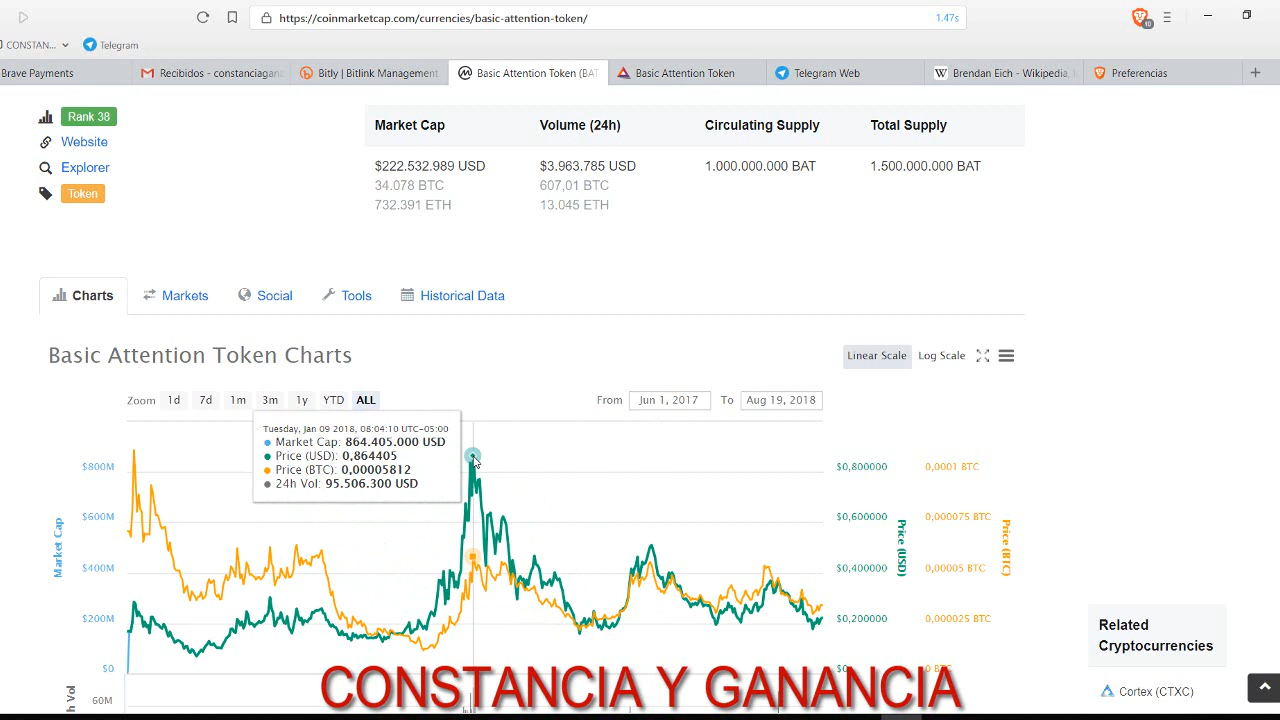 https://coinmarketcap.com/currencies/basic-attention-token/
1.47s
10
CONSTAN...
Telegram
Brave Payments
Recibidos - constanciagan
Bitly | Bitlink Management
Basic Attention Token (BAT
Basic Attention Token
Telegram Web
Brendan Eich - Wikipedia,
Preferencias
Rank 38
Website
Explorer
Token
Market Cap
Volume (24h)
Circulating Supply
Total Supply
$222.532.989 USD
$3.963.785 USD
1.000.000.000 BAT
1.500.000.000 BAT
34.078 BTC
607,01 BTC
732.391 ETH
13.045 ETH
Charts
Markets
Social
Tools
Historical Data
Basic Attention Token Charts
Linear Scale
Log Scale
Zoom
1d
7d
1m
3m
1y
YTD
ALL
From
Jun 1, 2017
To
Aug 19, 2018
Tuesday, Jan 09 2018, 08:04:10 UTC-05:00
Market Cap: 864.405.000 USD
Price (USD): 0,864405
Price (BTC): 0,00005812
24h Vol: 95.506.300 USD
$800M
$600M
$400M
$200M
$0
Market Cap
$0,800000
$0,600000
$0,400000
$0,200000
$0
Price (USD)
0,0001 BTC
0,000075 BTC
0,00005 BTC
0,000025 BTC
0 BTC
Price (BTC)
60M
Related
Cryptocurrencies
Cortex (CTXC)
CONSTANCIA Y GANANCIA